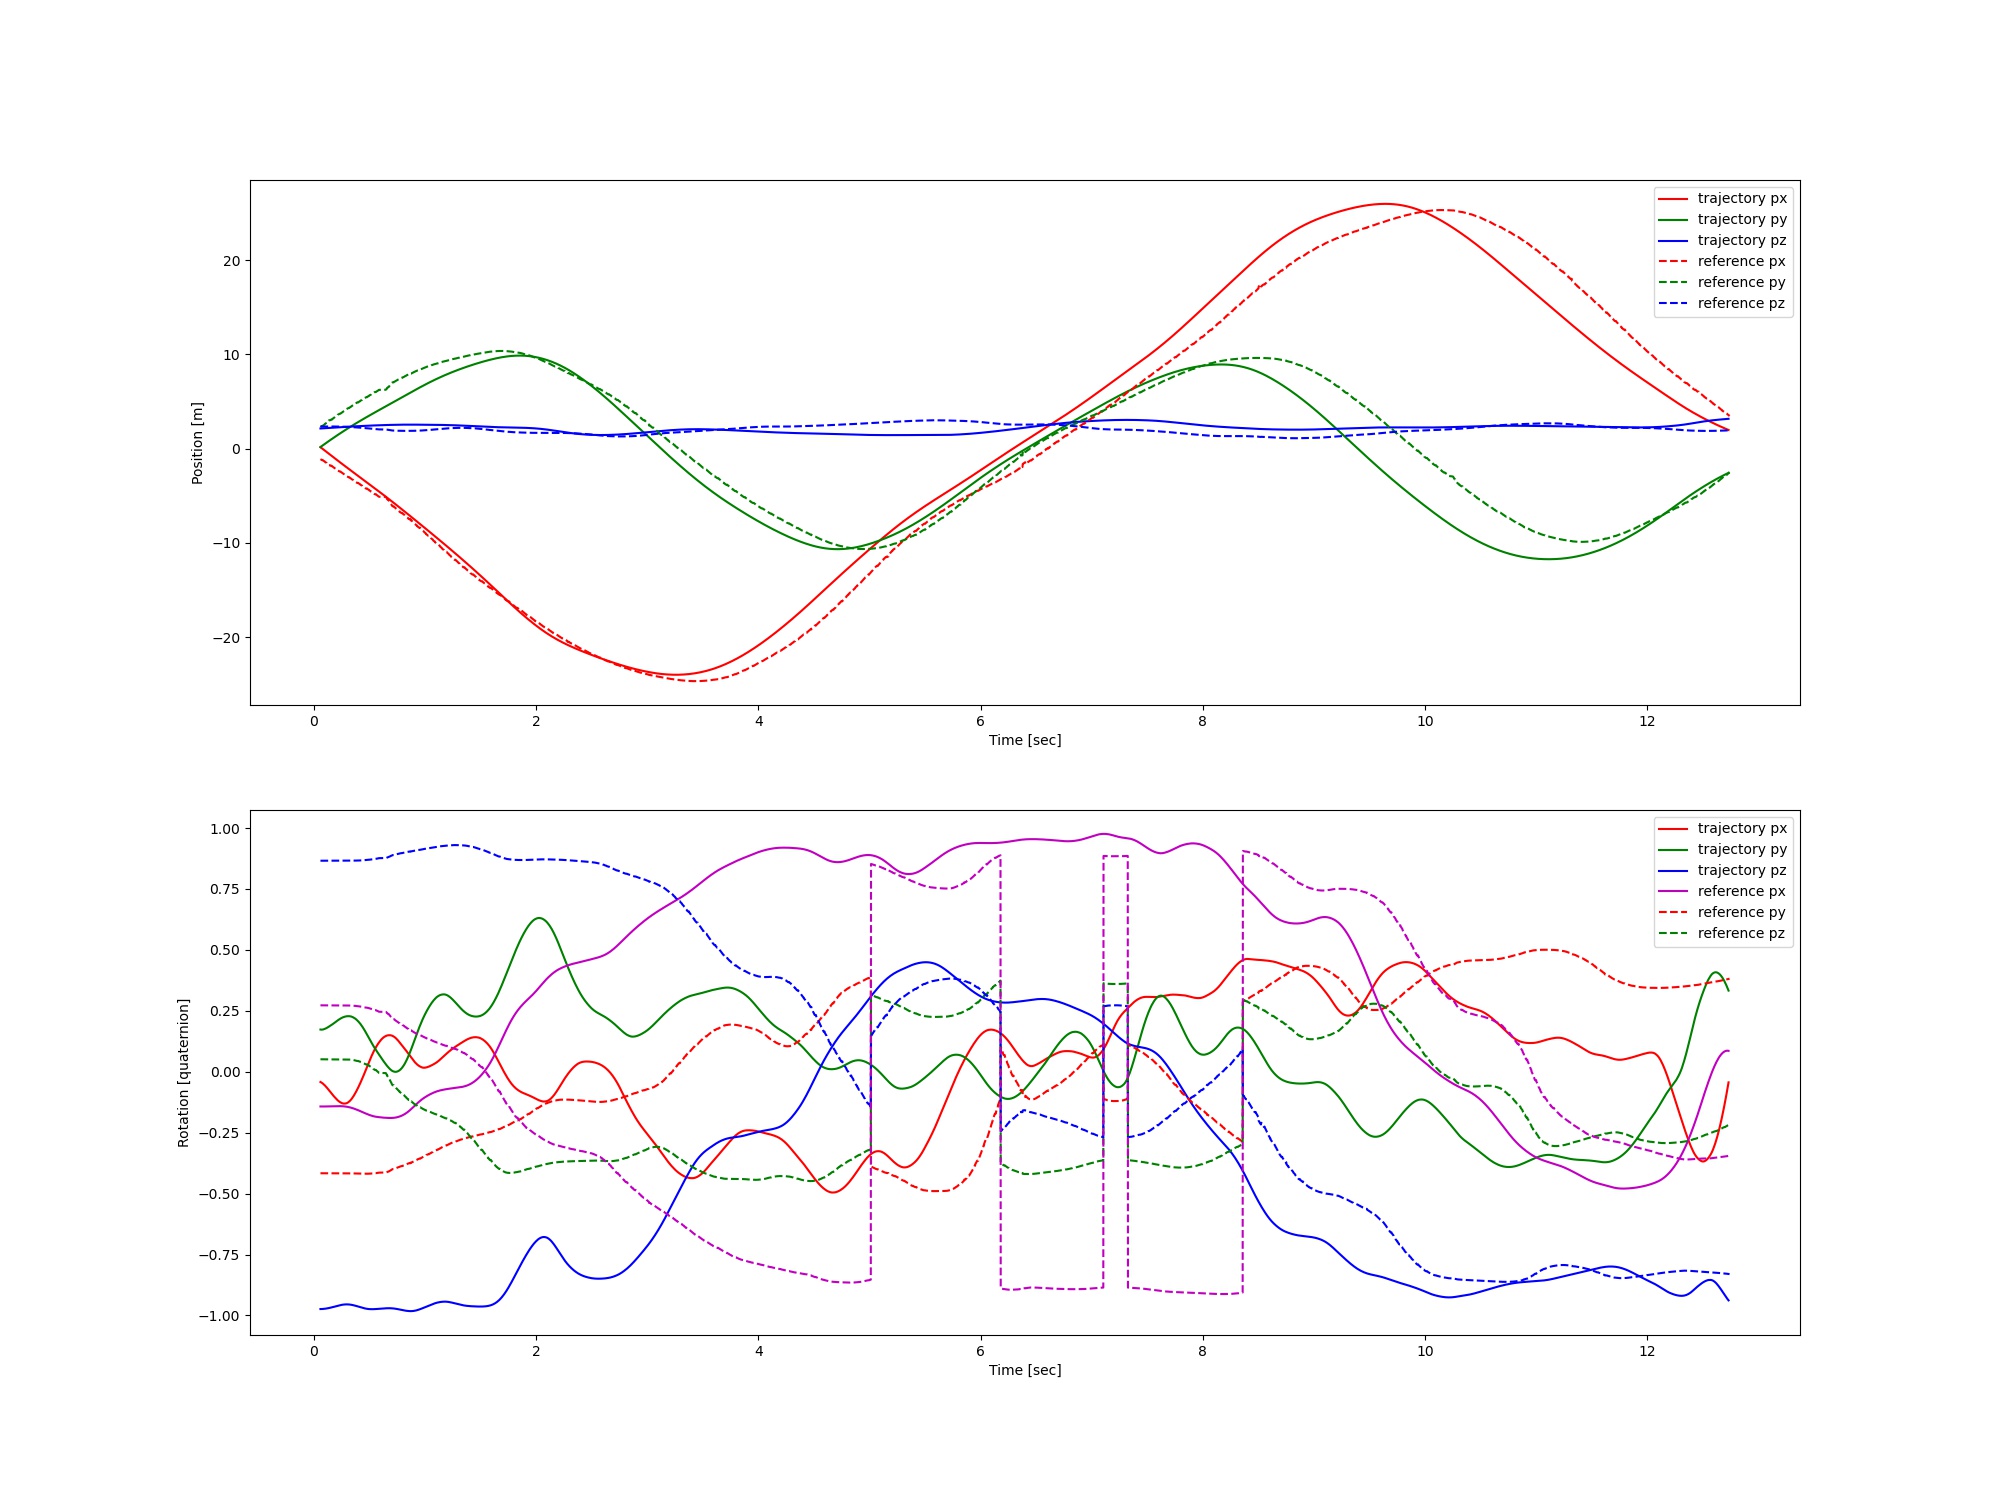 trajectory px
trajectory py
trajectory pz
reference px
reference py
reference pz
Position [m]
20
10
0
−10
−20
0 2 4 6 8 10 12
Time [sec]
trajectory px
trajectory py
trajectory pz
reference px
reference py
reference pz
Rotation [quaternion]
1.00
0.75
0.50
0.25
0.00
−0.25
−0.50
−0.75
−1.00
0 2 4 6 8 10 12
Time [sec]